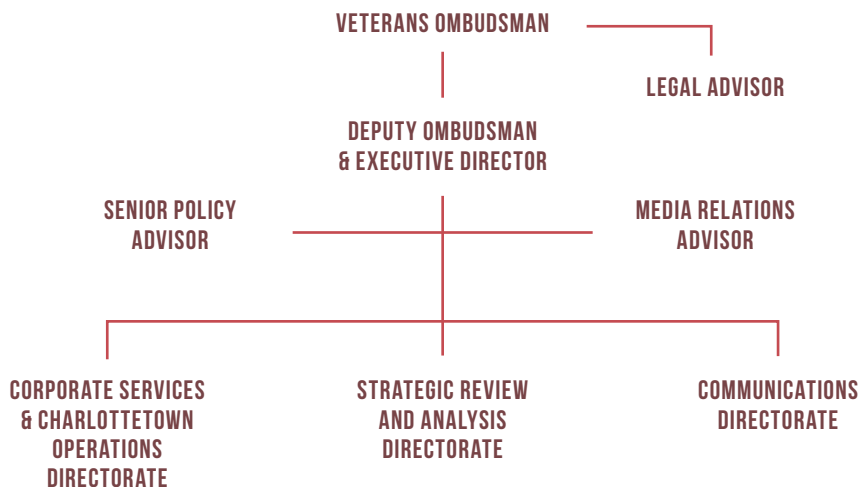 VETERANS OMBUDSMAN
LEGAL ADVISOR
DEPUTY OMBUDSMAN
& EXECUTIVE DIRECTOR
SENIOR POLICY
ADVISOR
MEDIA RELATIONS
ADVISOR
CORPORATE SERVICES
& CHARLOTTETOWN
OPERATIONS
DIRECTORATE
STRATEGIC REVIEW
AND ANALYSIS
DIRECTORATE
COMMUNICATIONS
DIRECTORATE